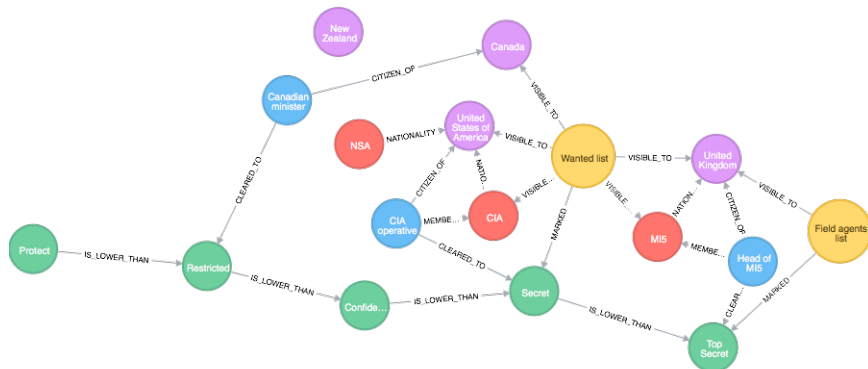 New
Zealand
Canada
CITIZEN_OF
Canadian
minister
VISIBLE_TO
United
States of
America
NSA
NATIONALITY
VISIBLE_TO
Wanted list
VISIBLE_TO
United
Kingdom
CLEARED_TO
CITIZEN_OF
NATIO...
VISIBLE...
VISIBLE...
NATION...
CITIZEN_OF
VISIBLE_TO
CIA
operative
MEMBE...
CIA
MARKED
MI5
MEMBE...
Head of
MI5
Field agents
list
Protect
IS_LOWER_THAN
Restricted
CLEARED_TO
IS_LOWER_THAN
Confide...
IS_LOWER_THAN
Secret
IS_LOWER_THAN
CLEAR...
MARKED
Top
Secret